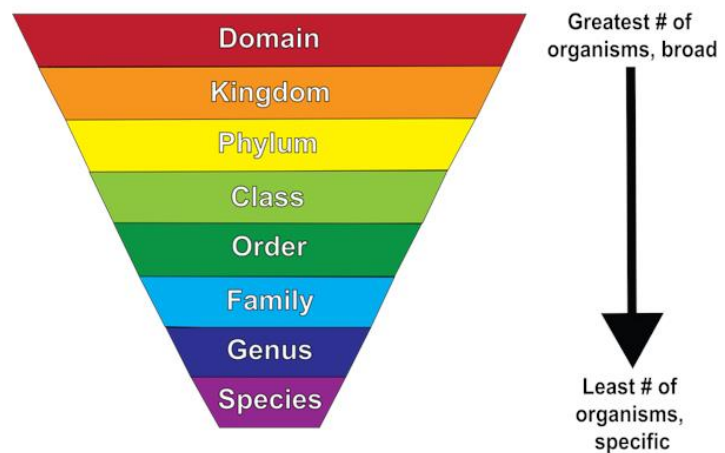 Domain
Kingdom
Phylum
Class
Order
Family
Genus
Species
Greatest # of
organisms, broad
Least # of
organisms,
specific